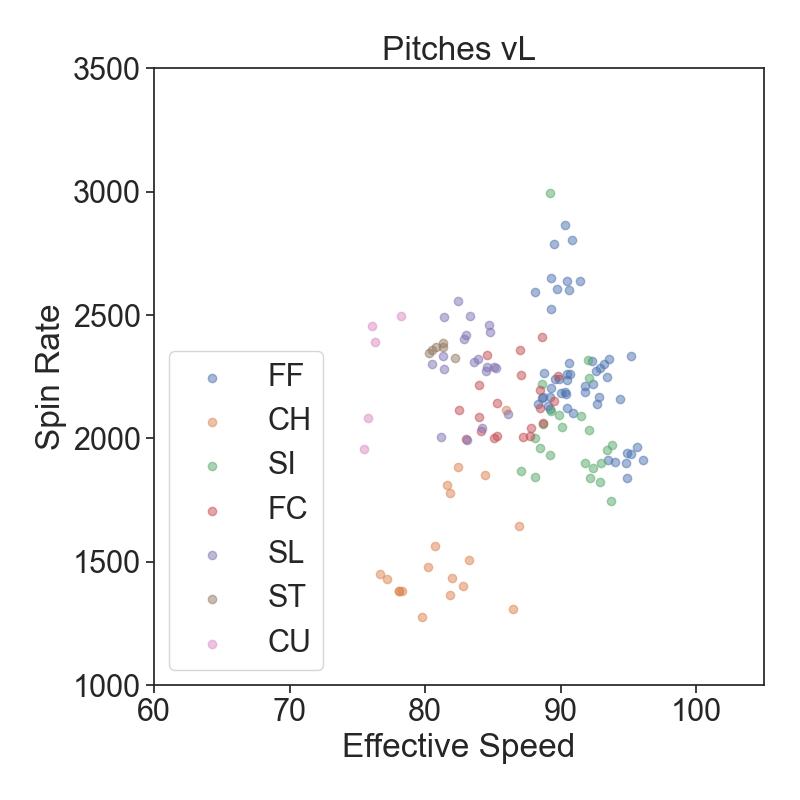 Pitches vL
3500
3000
2500
2000
1500
1000
Spin Rate
FF
CH
SI
FC
SL
ST
CU
60 70 80 90 100
Effective Speed